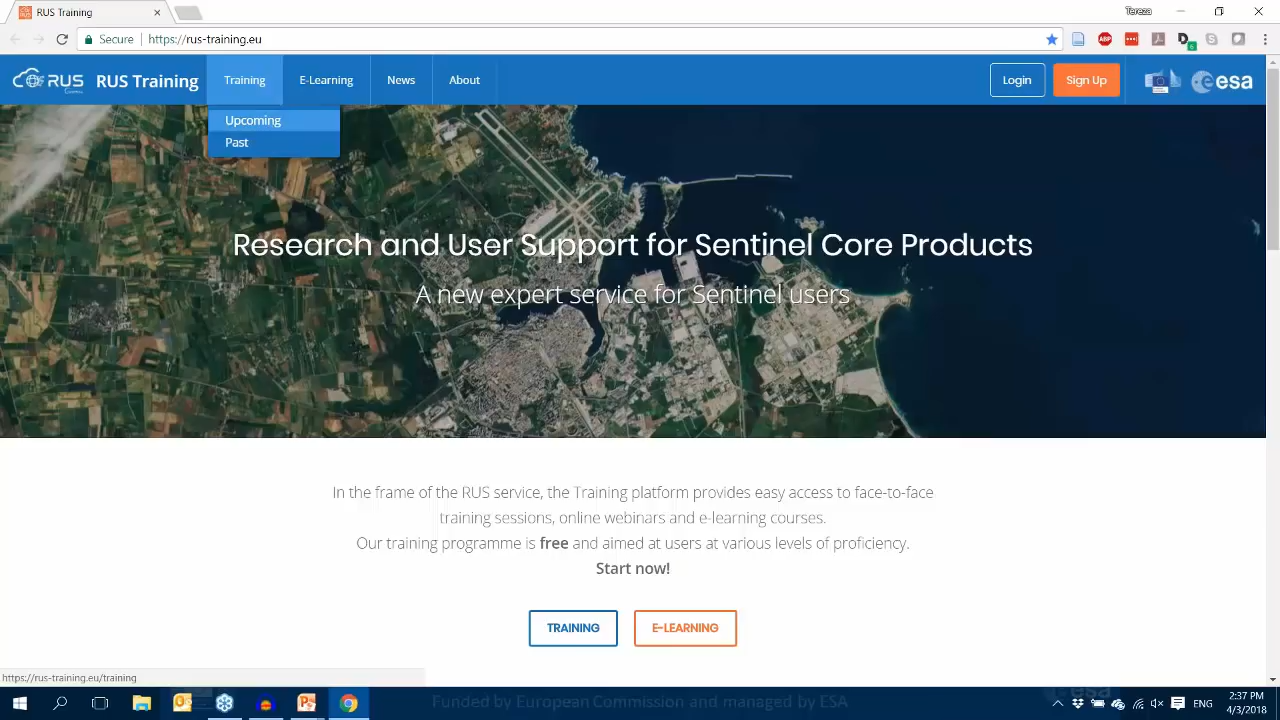 RUS Training
Tereza
Secure
https://rus-training.eu
RUS
RUS Training
Training
E-Learning
News
About
Login
Sign Up
esa
Upcoming
Past
Research and User Support for Sentinel Core Products
A new expert service for Sentinel users
In the frame of the RUS service, the Training platform provides easy access to face-to-face
training sessions, online webinars and e-learning courses.
Our training programme is free and aimed at users at various levels of proficiency.
Start now!
TRAINING
E-LEARNING
https://rus-training.eu/training
Funded by European Commission and managed by ESA
esa
ENG
2:37 PM
4/3/2018